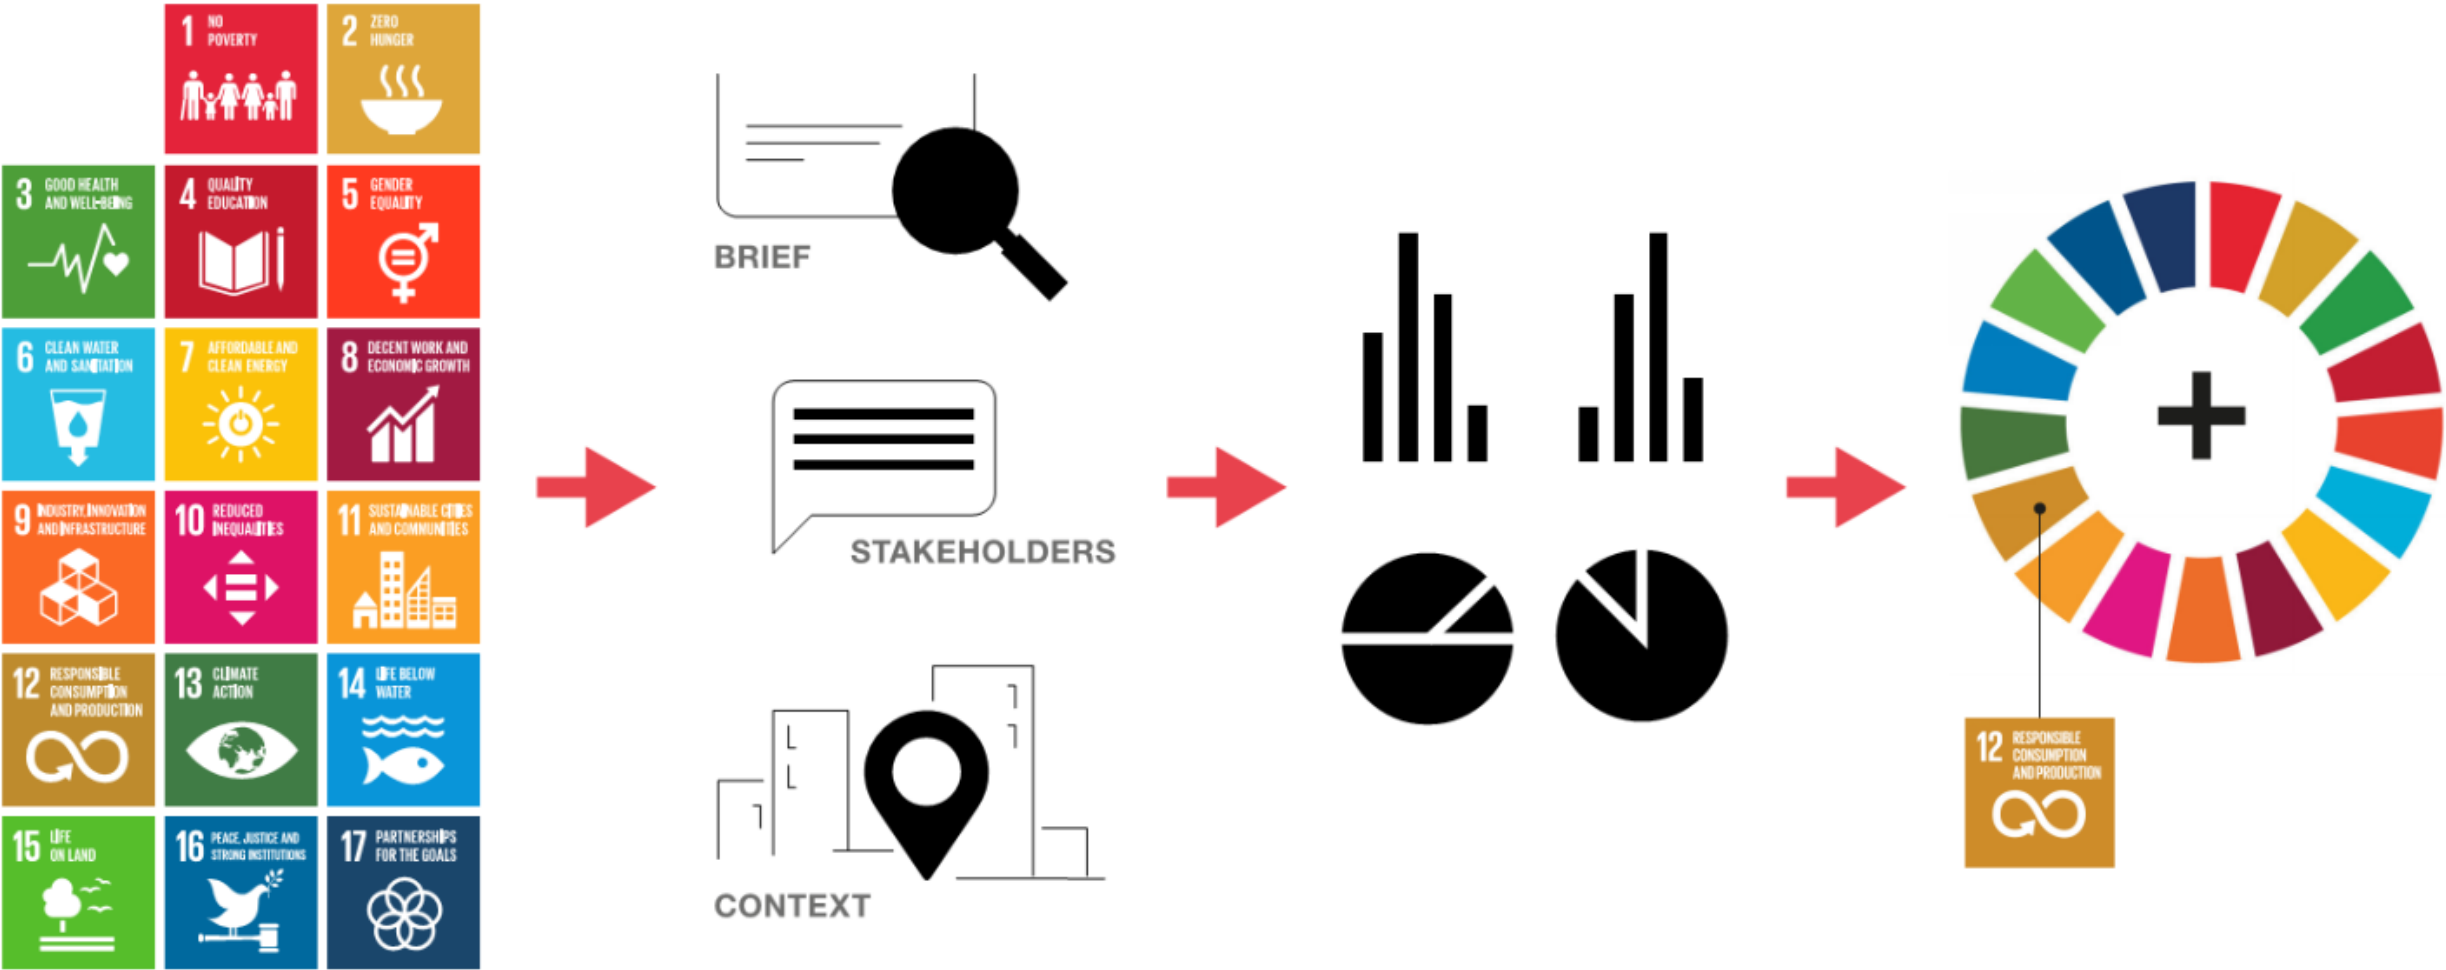 1 NO
POVERTY
2 ZERO
HUNGER
3 GOOD HEALTH
AND WELL-BEING
4 QUALITY
EDUCATION
5 GENDER
EQUALITY
6 CLEAN WATER
AND SANITATION
7 AFFORDABLE AND
CLEAN ENERGY
8 DECENT WORK AND
ECONOMIC GROWTH
9 INDUSTRY, INNOVATION
AND INFRASTRUCTURE
10 REDUCED
INEQUALITIES
11 SUSTAINABLE CITIES
AND COMMUNITIES
12 RESPONSIBLE
CONSUMPTION
AND PRODUCTION
13 CLIMATE
ACTION
14 LIFE BELOW
WATER
15 LIFE
ON LAND
16 PEACE, JUSTICE AND
STRONG INSTITUTIONS
17 PARTNERSHIPS
FOR THE GOALS
BRIEF
STAKEHOLDERS
CONTEXT
+
12 RESPONSIBLE
CONSUMPTION
AND PRODUCTION